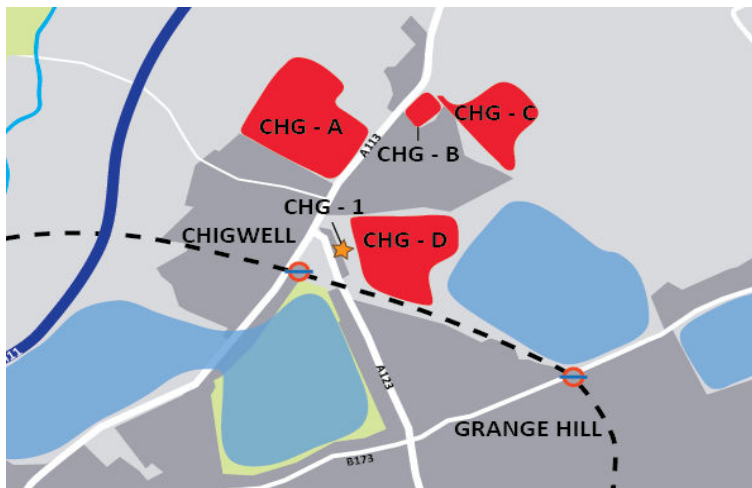 CHG - A
CHG - C
A113
CHG - B
CHG - 1
CHIGWELL
CHG - D
A123
GRANGE HILL
B173